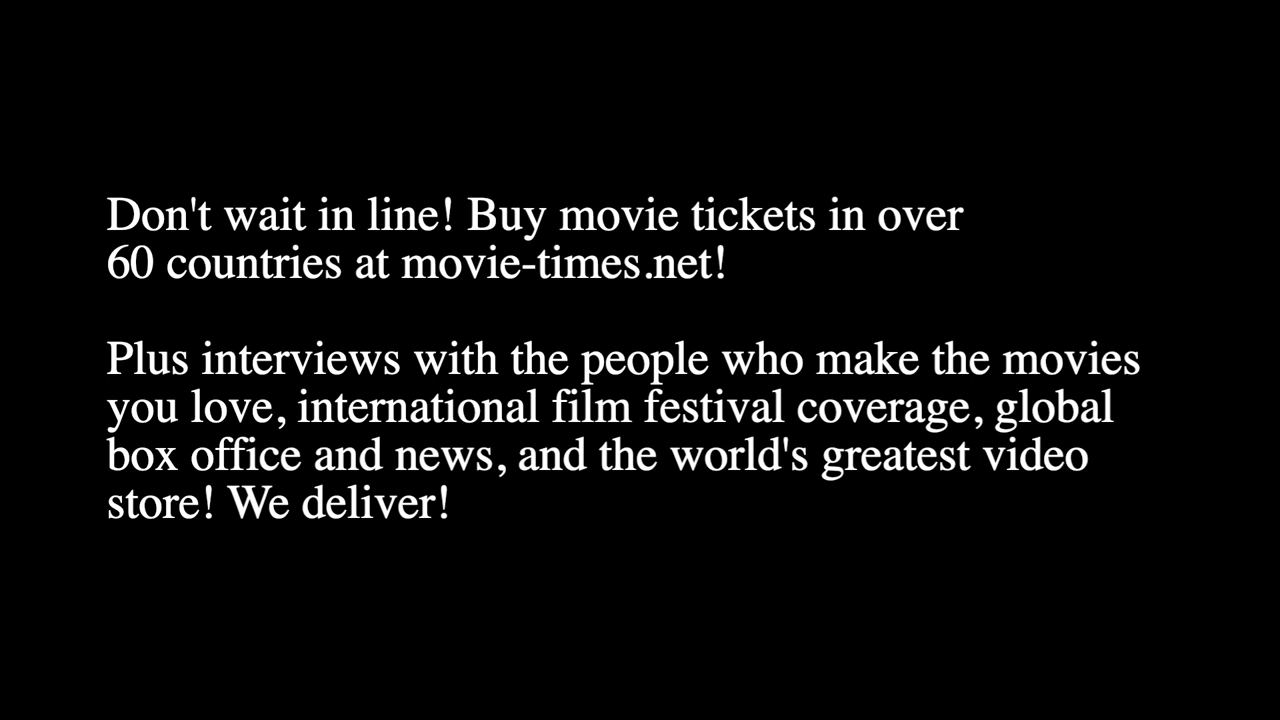 Don't wait in line! Buy movie tickets in over
60 countries at movie-times.net!
Plus interviews with the people who make the movies
you love, international film festival coverage, global
box office and news, and the world's greatest video
store! We deliver!